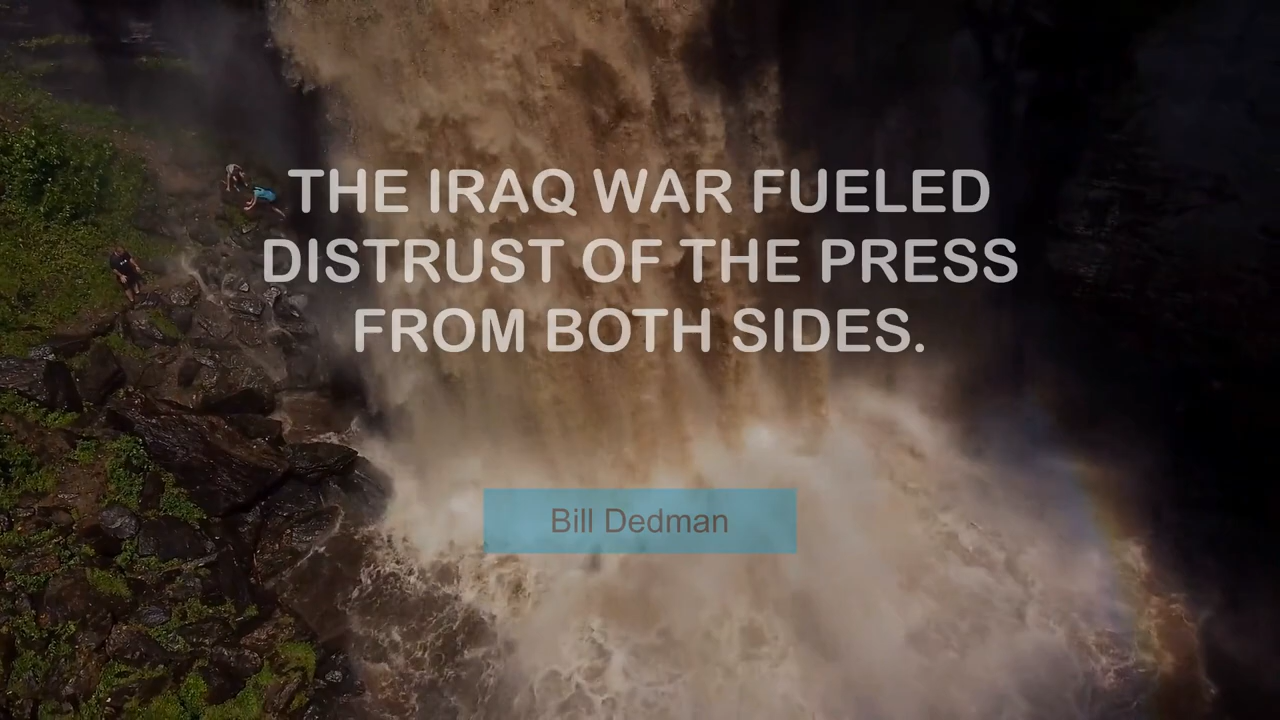 THE IRAQ WAR FUELED
DISTRUST OF THE PRESS
FROM BOTH SIDES.
Bill Dedman